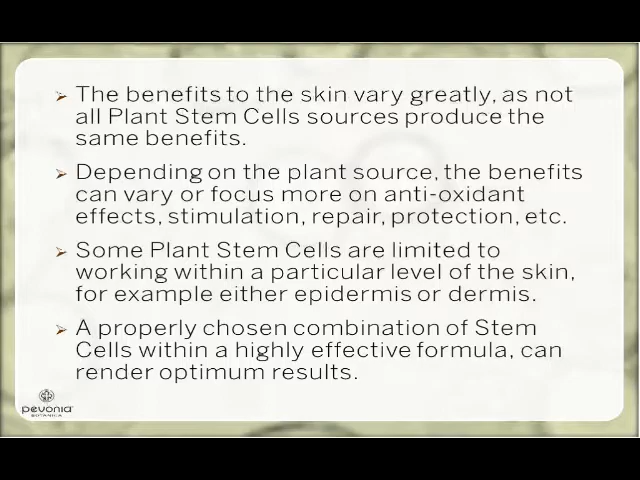 The benefits to the skin vary greatly, as not
all Plant Stem Cells sources produce the
same benefits.
Depending on the plant source, the benefits
can vary or focus more on anti-oxidant
effects, stimulation, repair, protection, etc.
Some Plant Stem Cells are limited to
working within a particular level of the skin,
for example either epidermis or dermis.
A properly chosen combination of Stem
Cells within a highly effective formula, can
render optimum results.
pevonia
BOTANICA